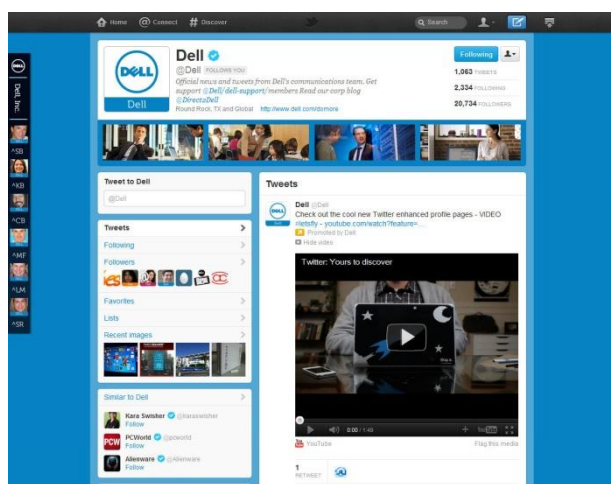 Home @ Connect # Discover
Search
DELL
Dell, Inc.
^SB
^KB
^CB
^MF
^LM
^SR
DELL
Dell
Dell
@Dell FOLLOWS YOU
Official news and tweets from Dell's communications team. Get
support @Dell/dell-support/members Read our corp blog
@Direct2Dell
Round Rock, TX and Global http://www.dell.com/domore
Following
1,063 TWEETS
2,334 FOLLOWING
20,734 FOLLOWERS
Tweet to Dell
@Dell
Tweets
Following
Followers
Favorites
Lists
Recent images
Similar to Dell
Kara Swisher @karaswisher
Follow
PCW
PCWorld @pcworld
Follow
Alienware @Alienware
Follow
Tweets
DELL
Dell
Dell @Dell
Check out the cool new Twitter enhanced profile pages - VIDEO
#letsfly - youtube.com/watch?feature=...
Promoted by Dell
Hide video
Twitter: Yours to discover
0:00 / 1:40
YouTube
Flag this media
1
RETWEET